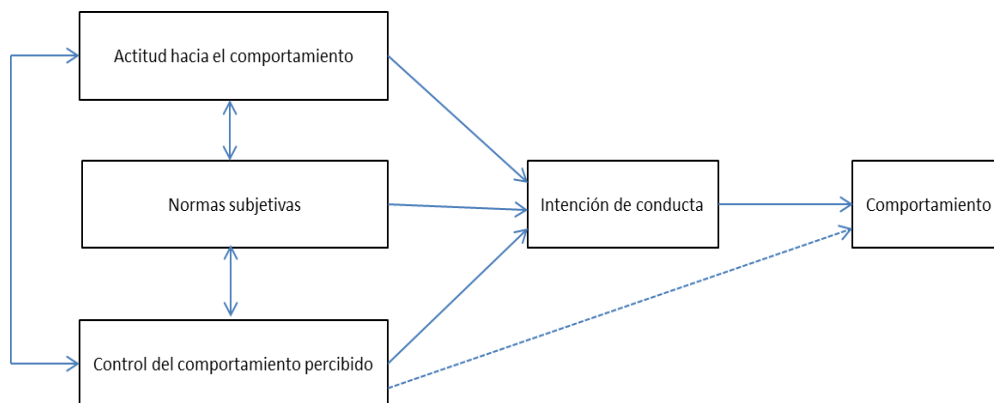 Actitud hacia el comportamiento
Normas subjetivas
Intención de conducta
Comportamiento
Control del comportamiento percibido